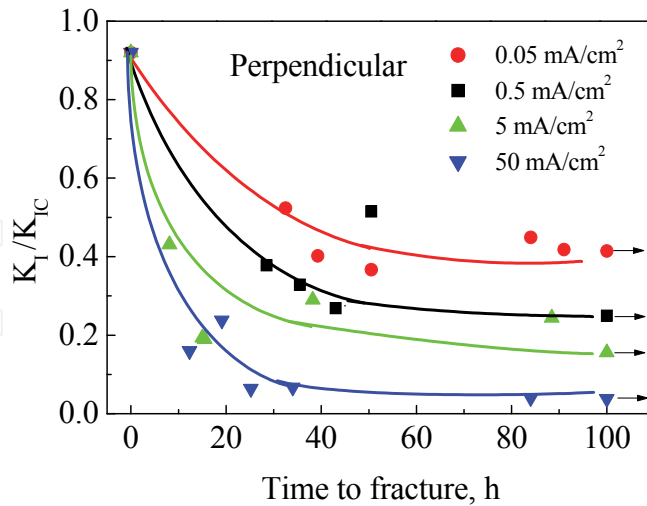 1.0
0.8
0.6
0.4
0.2
0.0
K_I/K_IC
Perpendicular
0.05 mA/cm²
0.5 mA/cm²
5 mA/cm²
50 mA/cm²
0 20 40 60 80 100
Time to fracture, h